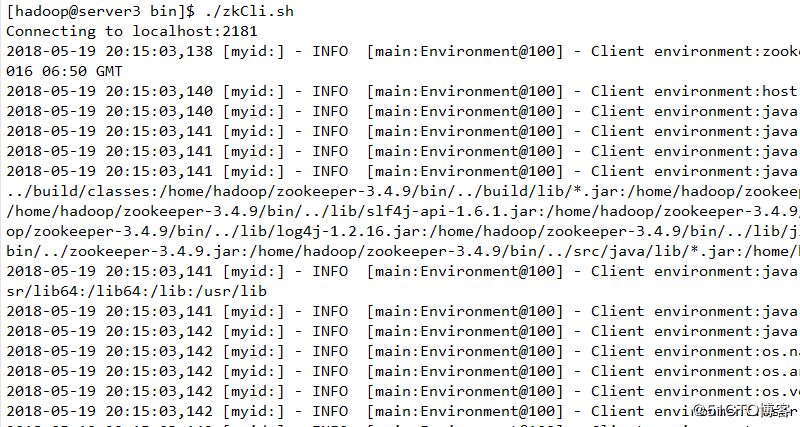 [hadoop@server3 bin]$ ./zkCli.sh
Connecting to localhost:2181
2018-05-19 20:15:03,138 [myid:] - INFO  [main:Environment@100] - Client environment:zooke
016 06:50 GMT
2018-05-19 20:15:03,140 [myid:] - INFO  [main:Environment@100] - Client environment:host
2018-05-19 20:15:03,140 [myid:] - INFO  [main:Environment@100] - Client environment:java
2018-05-19 20:15:03,141 [myid:] - INFO  [main:Environment@100] - Client environment:java
2018-05-19 20:15:03,141 [myid:] - INFO  [main:Environment@100] - Client environment:java
2018-05-19 20:15:03,141 [myid:] - INFO  [main:Environment@100] - Client environment:java
../build/classes:/home/hadoop/zookeeper-3.4.9/bin/../build/lib/*.jar:/home/hadoop/zookeep
/home/hadoop/zookeeper-3.4.9/bin/../lib/slf4j-api-1.6.1.jar:/home/hadoop/zookeeper-3.4.9/
op/zookeeper-3.4.9/bin/../lib/log4j-1.2.16.jar:/home/hadoop/zookeeper-3.4.9/bin/../lib/jl
bin/../zookeeper-3.4.9.jar:/home/hadoop/zookeeper-3.4.9/bin/../src/java/lib/*.jar:/home/h
2018-05-19 20:15:03,141 [myid:] - INFO  [main:Environment@100] - Client environment:java
sr/lib64:/lib64:/lib:/usr/lib
2018-05-19 20:15:03,141 [myid:] - INFO  [main:Environment@100] - Client environment:java
2018-05-19 20:15:03,142 [myid:] - INFO  [main:Environment@100] - Client environment:java
2018-05-19 20:15:03,142 [myid:] - INFO  [main:Environment@100] - Client environment:os.na
2018-05-19 20:15:03,142 [myid:] - INFO  [main:Environment@100] - Client environment:os.ar
2018-05-19 20:15:03,142 [myid:] - INFO  [main:Environment@100] - Client environment:os.ve
2018-05-19 20:15:03,142 [myid:] - INFO  [main:Environment@100] - Client environment:user
@51CTO博客